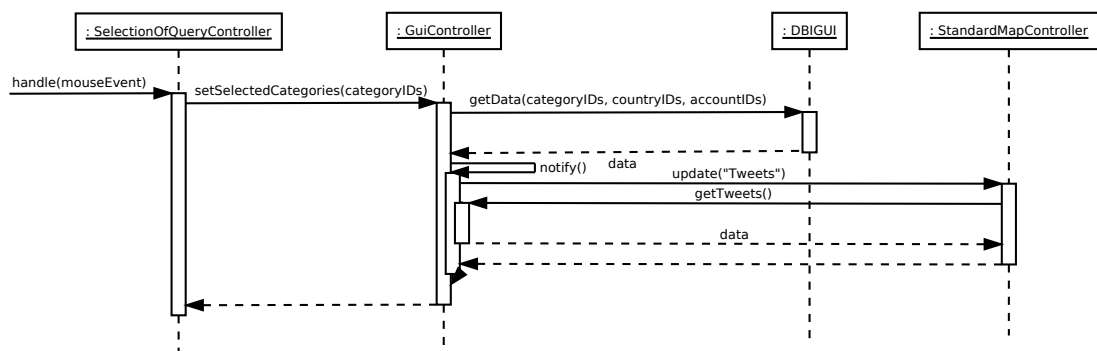 : SelectionOfQueryController
: GuiController
: DBIGUI
: StandardMapController
handle(mouseEvent)
setSelectedCategories(categoryIDs)
getData(categoryIDs, countryIDs, accountIDs)
data
notify()
update("Tweets")
getTweets()
data